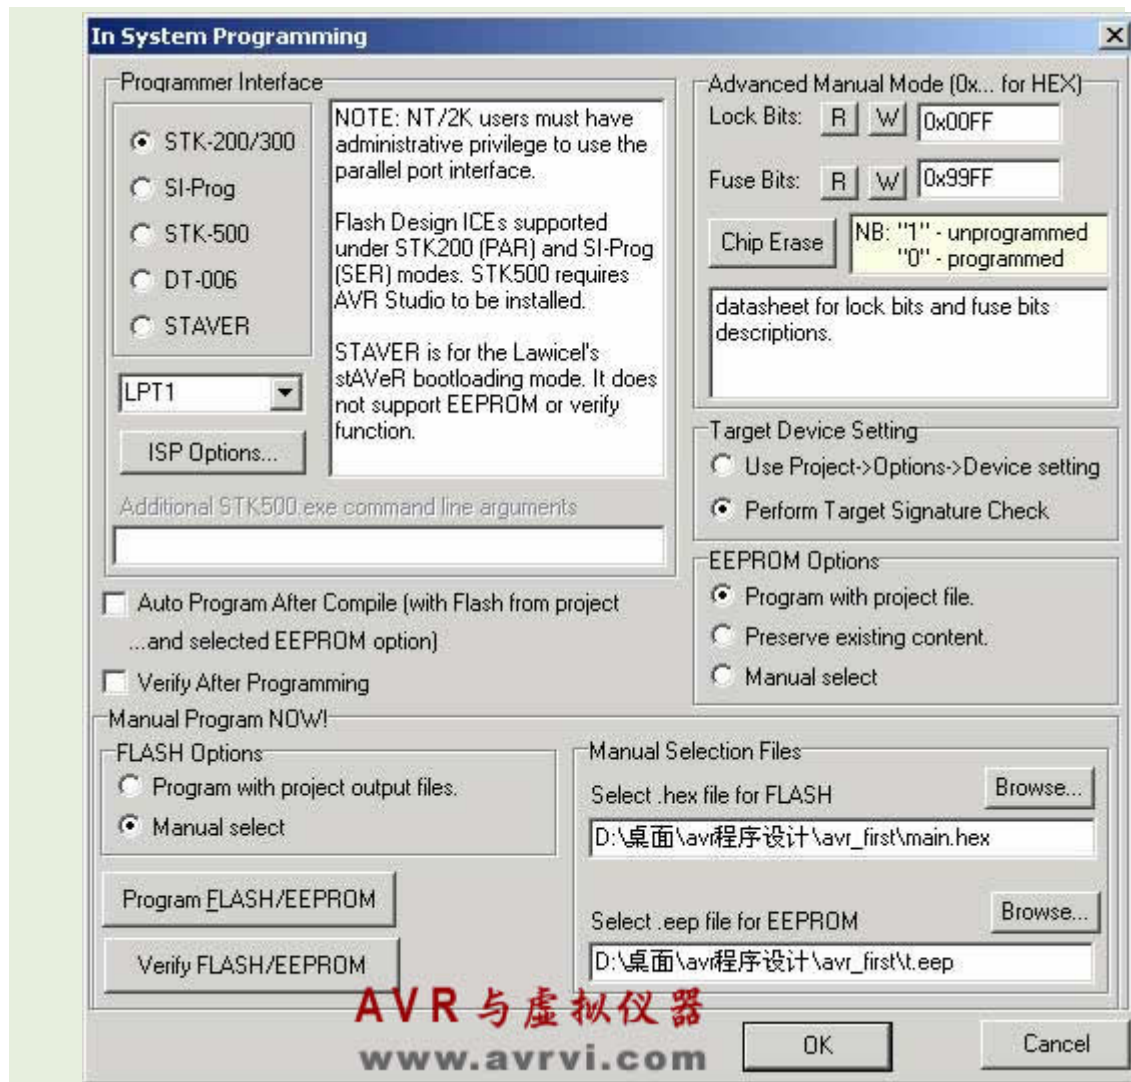 In System Programming
Programmer Interface
STK-200/300
SI-Prog
STK-500
DT-006
STAVER
LPT1
ISP Options...
NOTE: NT/2K users must have
administrative privilege to use the
parallel port interface.
Flash Design ICEs supported
under STK200 (PAR) and SI-Prog
(SER) modes. STK500 requires
AVR Studio to be installed.
STAVER is for the Lawicel's
stAVeR bootloading mode. It does
not support EEPROM or verify
function.
Additional STK500.exe command line arguments
Auto Program After Compile (with Flash from project
...and selected EEPROM option)
Verify After Programming
Advanced Manual Mode (0x... for HEX)
Lock Bits: R W 0x00FF
Fuse Bits: R W 0x99FF
Chip Erase
NB: "1" - unprogrammed
"0" - programmed
datasheet for lock bits and fuse bits
descriptions.
Target Device Setting
Use Project->Options->Device setting
Perform Target Signature Check
EEPROM Options
Program with project file.
Preserve existing content.
Manual select
Manual Program NOW!
FLASH Options
Program with project output files.
Manual select
Program FLASH/EEPROM
Verify FLASH/EEPROM
Manual Selection Files
Select .hex file for FLASH
Browse...
D:\桌面\avr程序设计\avr_first\main.hex
Select .eep file for EEPROM
Browse...
D:\桌面\avr程序设计\avr_first\t.eep
AVR与虚拟仪器
www.avrvi.com
OK
Cancel